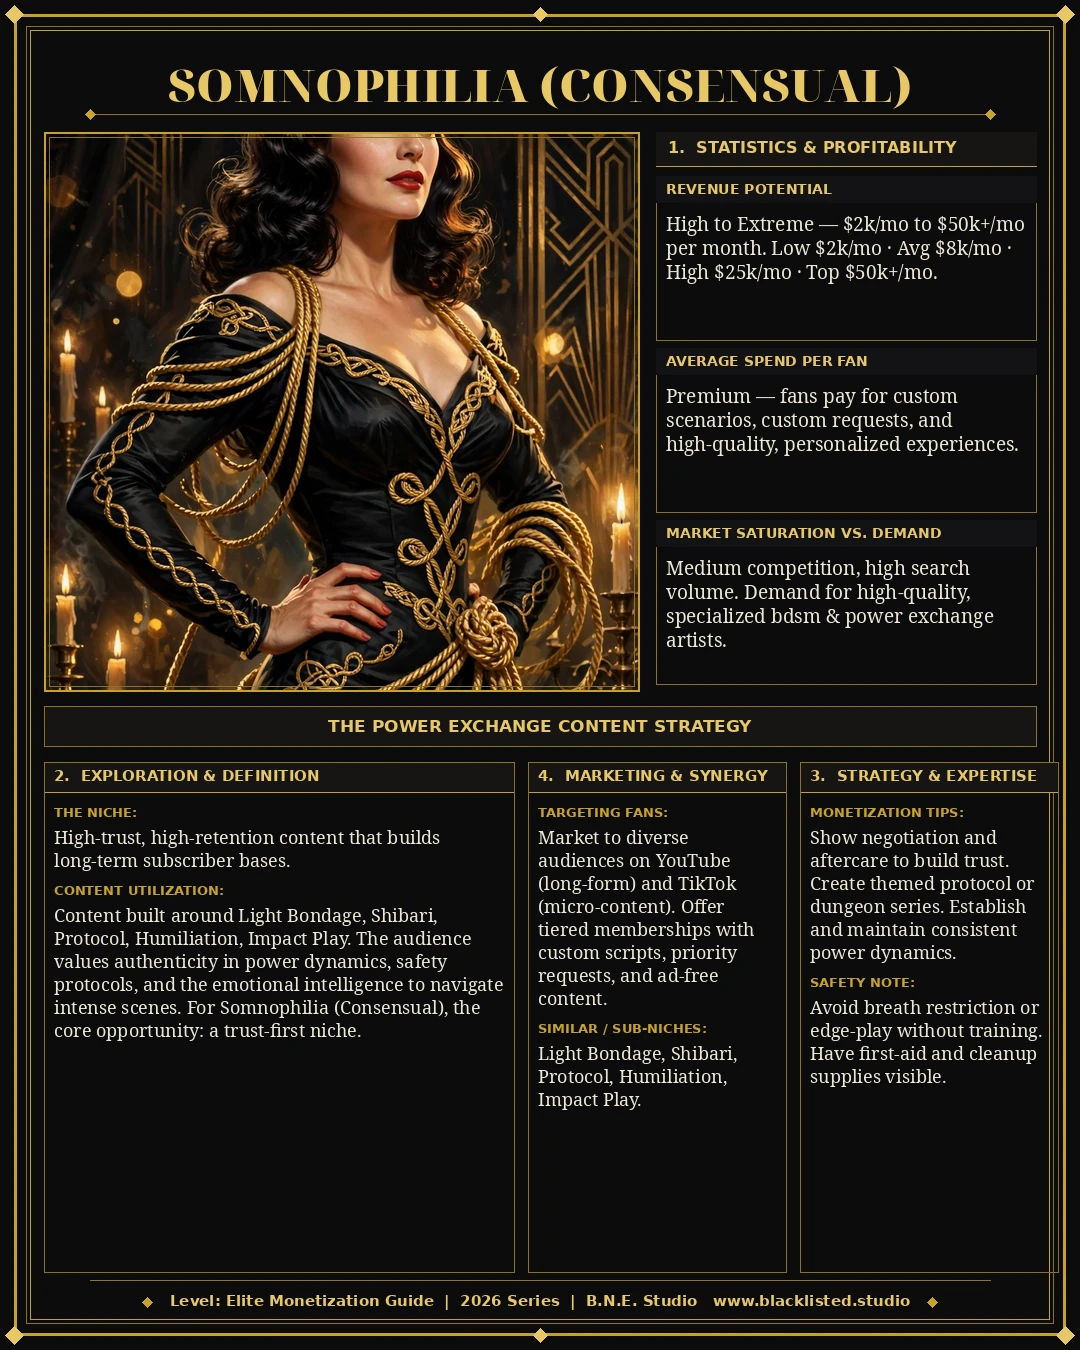 SOMNOPHILIA (CONSENSUAL)
1. STATISTICS & PROFITABILITY
REVENUE POTENTIAL
High to Extreme — $2k/mo to $50k+/mo
per month. Low $2k/mo · Avg $8k/mo ·
High $25k/mo · Top $50k+/mo.
AVERAGE SPEND PER FAN
Premium — fans pay for custom
scenarios, custom requests, and
high-quality, personalized experiences.
MARKET SATURATION VS. DEMAND
Medium competition, high search
volume. Demand for high-quality,
specialized bdsm & power exchange
artists.
THE POWER EXCHANGE CONTENT STRATEGY
2. EXPLORATION & DEFINITION
THE NICHE:
High-trust, high-retention content that builds
long-term subscriber bases.
CONTENT UTILIZATION:
Content built around Light Bondage, Shibari,
Protocol, Humiliation, Impact Play. The audience
values authenticity in power dynamics, safety
protocols, and the emotional intelligence to navigate
intense scenes. For Somnophilia (Consensual), the
core opportunity: a trust-first niche.
4. MARKETING & SYNERGY
TARGETING FANS:
Market to diverse
audiences on YouTube
(long-form) and TikTok
(micro-content). Offer
tiered memberships with
custom scripts, priority
requests, and ad-free
content.
SIMILAR / SUB-NICHES:
Light Bondage, Shibari,
Protocol, Humiliation,
Impact Play.
3. STRATEGY & EXPERTISE
MONETIZATION TIPS:
Show negotiation and
aftercare to build trust.
Create themed protocol or
dungeon series. Establish
and maintain consistent
power dynamics.
SAFETY NOTE:
Avoid breath restriction or
edge-play without training.
Have first-aid and cleanup
supplies visible.
Level: Elite Monetization Guide | 2026 Series | B.N.E. Studio www.blacklisted.studio